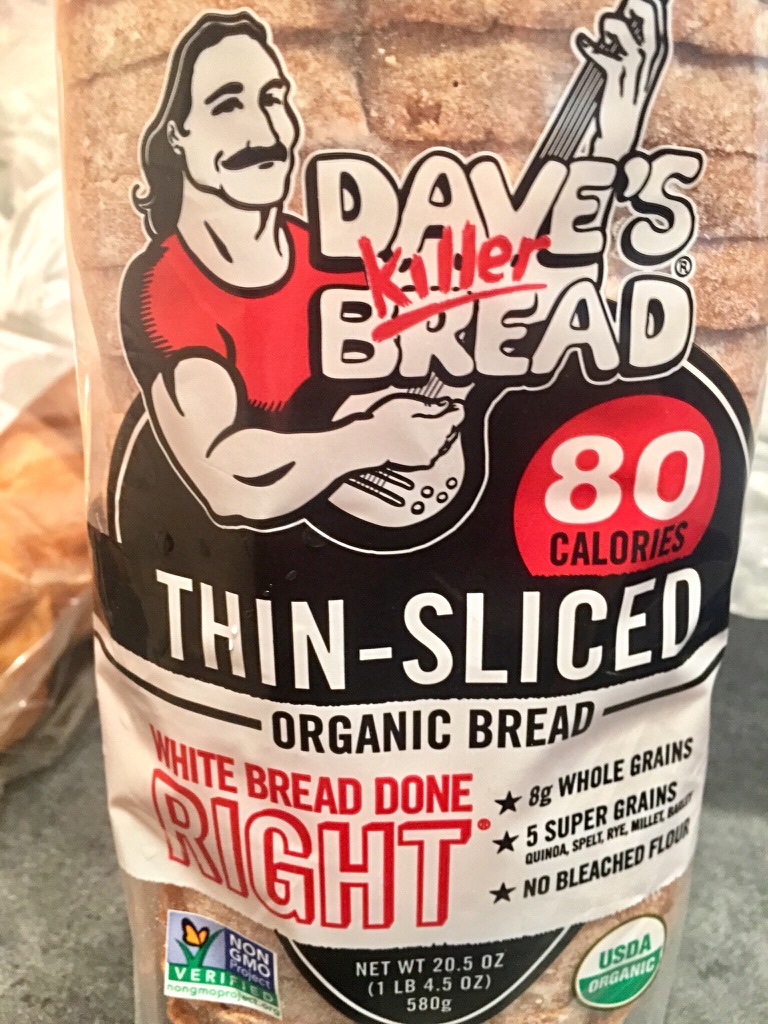 DAVE'S
Killer
BREAD®
80
CALORIES
THIN-SLICED
ORGANIC BREAD
WHITE BREAD DONE
RIGHT®
★ 8g WHOLE GRAINS
★ 5 SUPER GRAINS
QUINOA, SPELT, RYE, MILLET, BARLEY
★ NO BLEACHED FLOUR
NON
GMO
Project
VERIFIED
nongmoproject.org
NET WT 20.5 OZ
(1 LB 4.5 OZ)
580g
USDA
ORGANIC